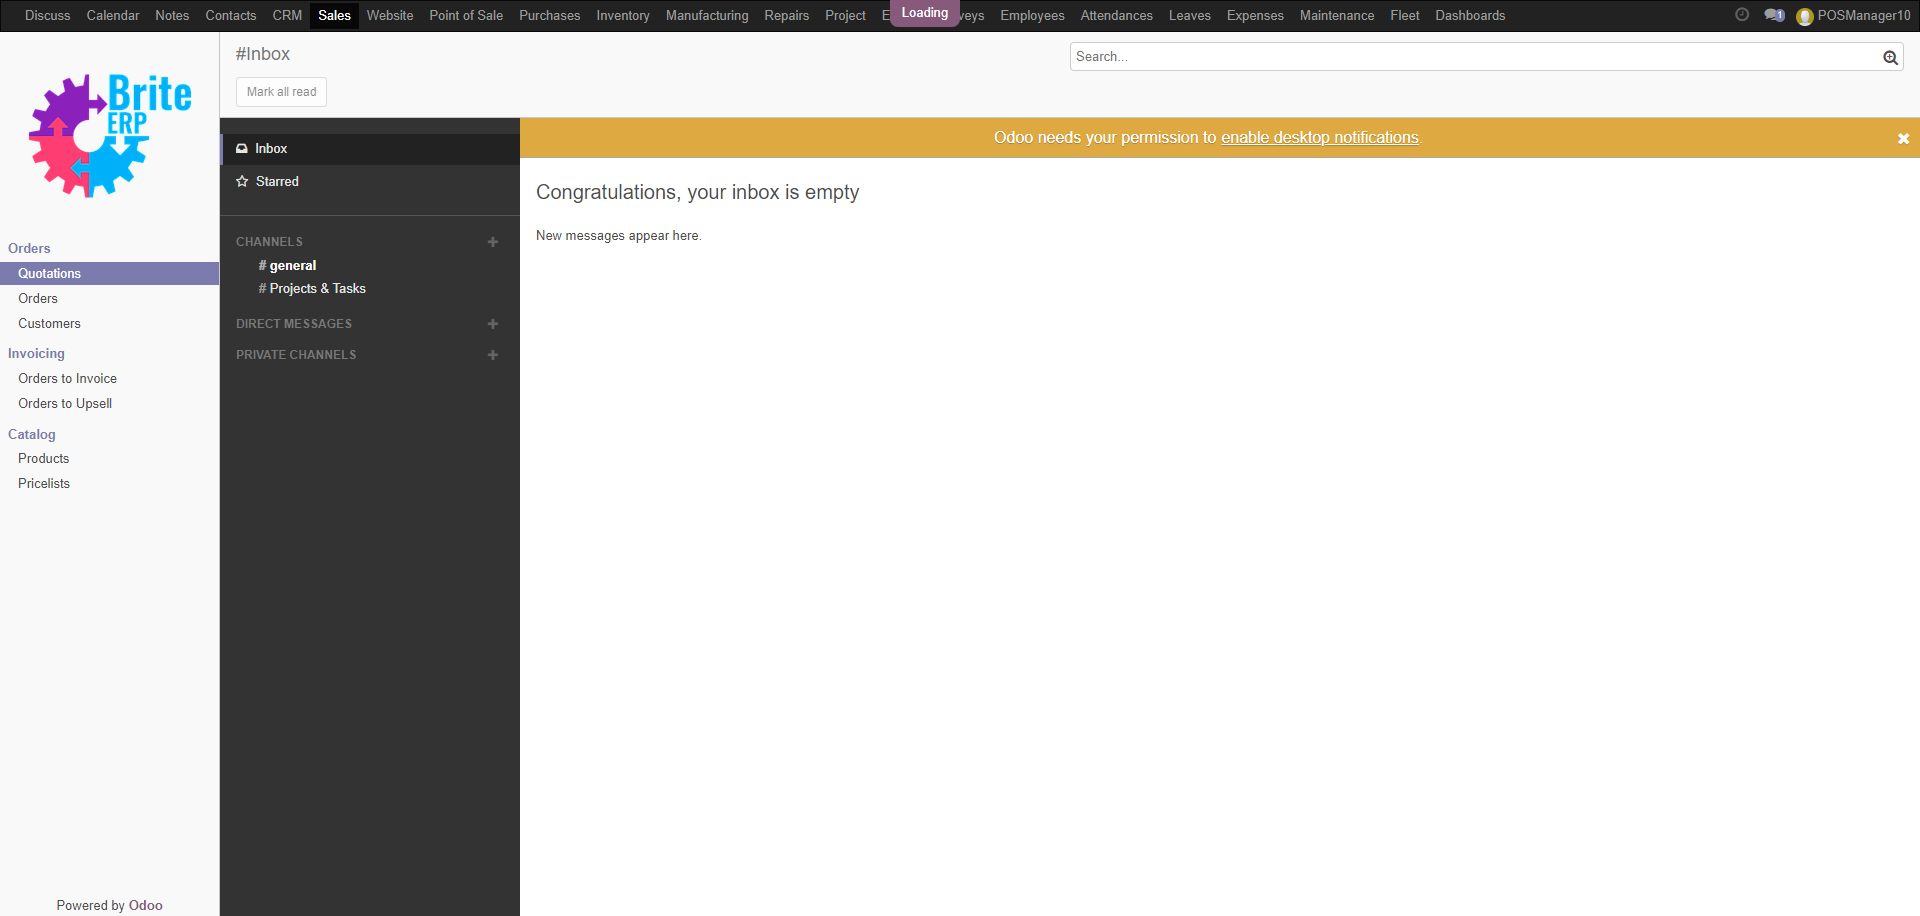 Discuss Calendar Notes Contacts CRM Sales Website Point of Sale Purchases Inventory Manufacturing Repairs Project Loading Employees Attendances Leaves Expenses Maintenance Fleet Dashboards 1 POSManager10
#Inbox
Search...
Mark all read
Brite
ERP
Inbox
Starred
Odoo needs your permission to enable desktop notifications.
Congratulations, your inbox is empty
New messages appear here.
CHANNELS
# general
# Projects & Tasks
DIRECT MESSAGES
PRIVATE CHANNELS
Orders
Quotations
Orders
Customers
Invoicing
Orders to Invoice
Orders to Upsell
Catalog
Products
Pricelists
Powered by Odoo